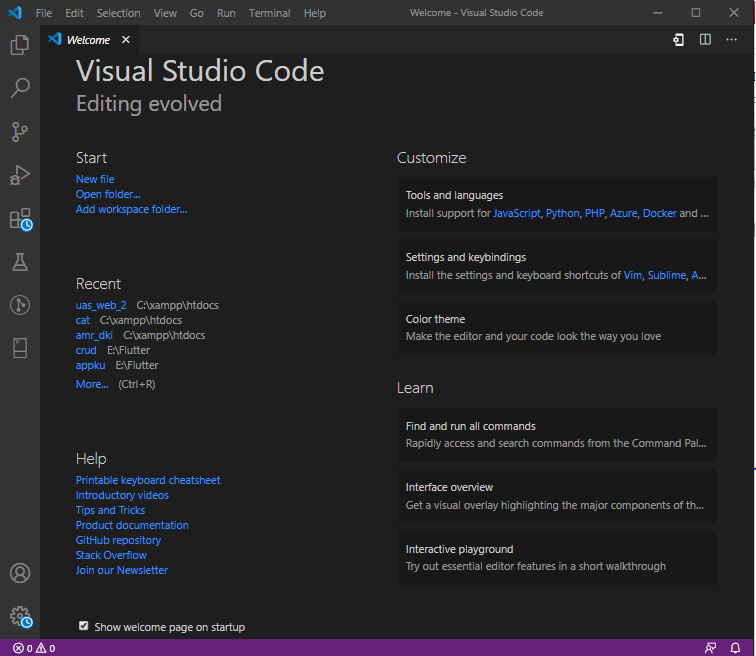 File Edit Selection View Go Run Terminal Help Welcome - Visual Studio Code
Welcome
Visual Studio Code
Editing evolved
Start
New file
Open folder...
Add workspace folder...
Recent
uas_web_2 C:\xampp\htdocs
cat C:\xampp\htdocs
amr_dki C:\xampp\htdocs
crud E:\Flutter
appku E:\Flutter
More... (Ctrl+R)
Help
Printable keyboard cheatsheet
Introductory videos
Tips and Tricks
Product documentation
GitHub repository
Stack Overflow
Join our Newsletter
Show welcome page on startup
Customize
Tools and languages
Install support for JavaScript, Python, PHP, Azure, Docker and ...
Settings and keybindings
Install the settings and keyboard shortcuts of Vim, Sublime, A...
Color theme
Make the editor and your code look the way you love
Learn
Find and run all commands
Rapidly access and search commands from the Command Pal...
Interface overview
Get a visual overlay highlighting the major components of th...
Interactive playground
Try out essential editor features in a short walkthrough
0 0